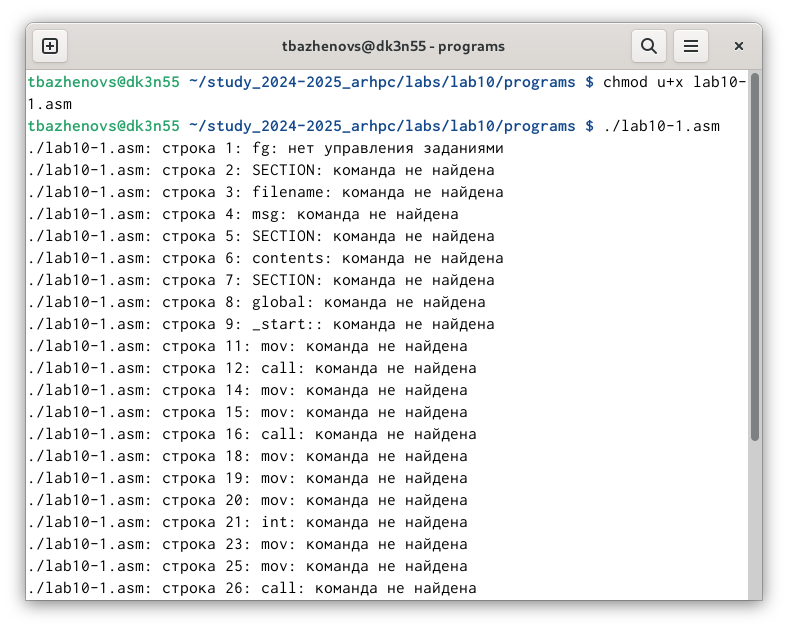 tbazhenovs@dk3n55 - programs
tbazhenovs@dk3n55 ~/study_2024-2025_arhpc/labs/lab10/programs $ chmod u+x lab10-
1.asm
tbazhenovs@dk3n55 ~/study_2024-2025_arhpc/labs/lab10/programs $ ./lab10-1.asm
./lab10-1.asm: строка 1: fg: нет управления заданиями
./lab10-1.asm: строка 2: SECTION: команда не найдена
./lab10-1.asm: строка 3: filename: команда не найдена
./lab10-1.asm: строка 4: msg: команда не найдена
./lab10-1.asm: строка 5: SECTION: команда не найдена
./lab10-1.asm: строка 6: contents: команда не найдена
./lab10-1.asm: строка 7: SECTION: команда не найдена
./lab10-1.asm: строка 8: global: команда не найдена
./lab10-1.asm: строка 9: _start:: команда не найдена
./lab10-1.asm: строка 11: mov: команда не найдена
./lab10-1.asm: строка 12: call: команда не найдена
./lab10-1.asm: строка 14: mov: команда не найдена
./lab10-1.asm: строка 15: mov: команда не найдена
./lab10-1.asm: строка 16: call: команда не найдена
./lab10-1.asm: строка 18: mov: команда не найдена
./lab10-1.asm: строка 19: mov: команда не найдена
./lab10-1.asm: строка 20: mov: команда не найдена
./lab10-1.asm: строка 21: int: команда не найдена
./lab10-1.asm: строка 23: mov: команда не найдена
./lab10-1.asm: строка 25: mov: команда не найдена
./lab10-1.asm: строка 26: call: команда не найдена